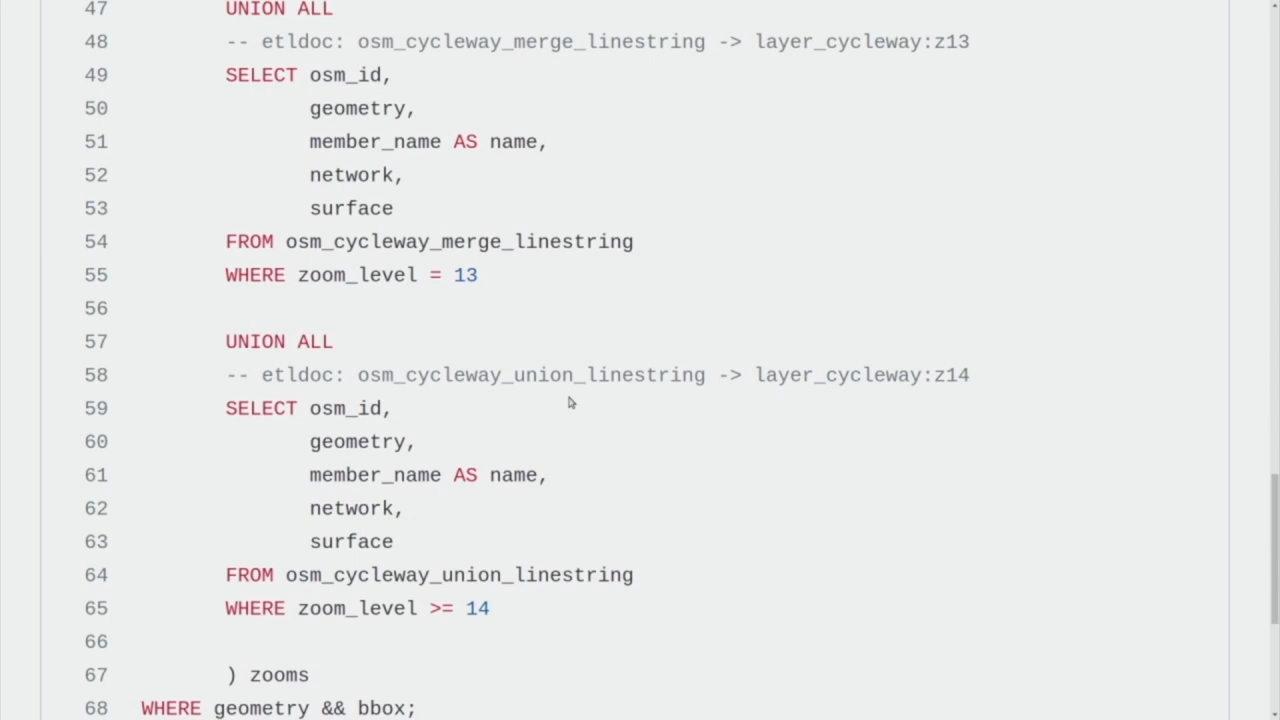 47 UNION ALL
48 -- etldoc: osm_cycleway_merge_linestring -> layer_cycleway:z13
49 SELECT osm_id,
50 geometry,
51 member_name AS name,
52 network,
53 surface
54 FROM osm_cycleway_merge_linestring
55 WHERE zoom_level = 13
56
57 UNION ALL
58 -- etldoc: osm_cycleway_union_linestring -> layer_cycleway:z14
59 SELECT osm_id,
60 geometry,
61 member_name AS name,
62 network,
63 surface
64 FROM osm_cycleway_union_linestring
65 WHERE zoom_level >= 14
66
67 ) zooms
68 WHERE geometry && bbox;